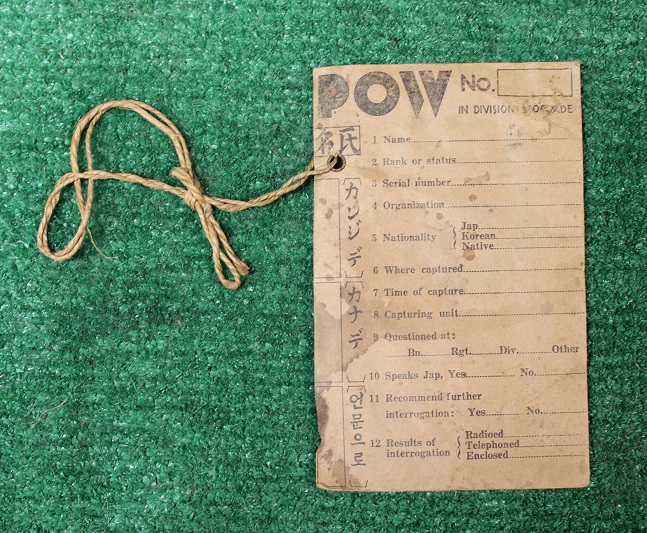 POW No.
IN DIVISION
氏名
カンジデ
カナデ
언문으로
1 Name
2 Rank or status
3 Serial number
4 Organization
5 Nationality
Jap.
Korean
Native
6 Where captured
7 Time of capture
8 Capturing unit
9 Questioned at:
Bn. Rgt. Div. Other
10 Speaks Jap, Yes No.
11 Recommend further
interrogation: Yes No.
12 Results of
interrogation
Radioed
Telephoned
Enclosed